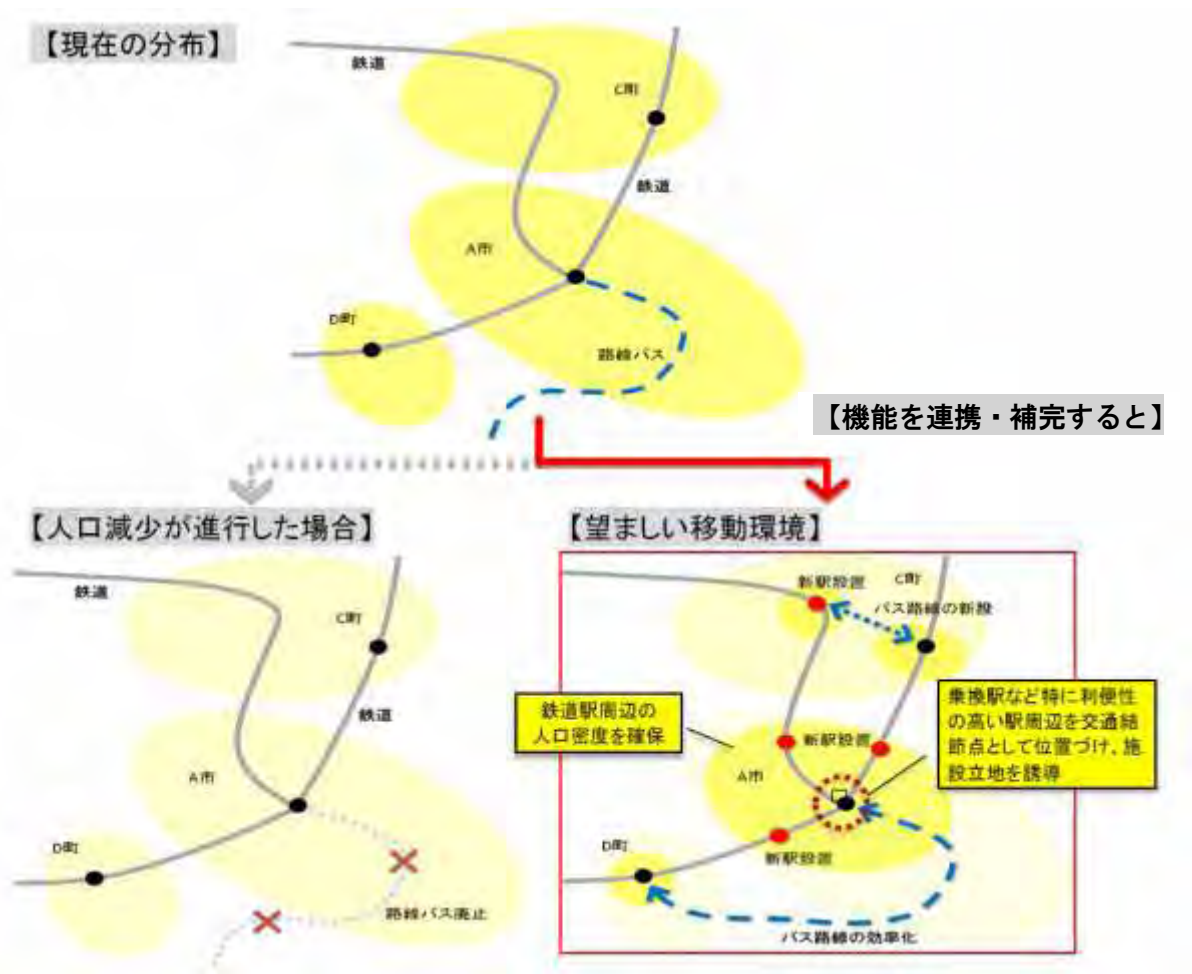 【現在の分布】
鉄道
C町
鉄道
A市
D町
路線バス
【機能を連携・補完すると】
【人口減少が進行した場合】
鉄道
C町
鉄道
A市
D町
路線バス廃止
【望ましい移動環境】
新駅設置
C町
バス路線の新設
鉄道駅周辺の
人口密度を確保
乗換駅など特に利便性
の高い駅周辺を交通結
節点として位置づけ、施
設立地を誘導
新駅設置
A市
D町
新駅設置
バス路線の効率化